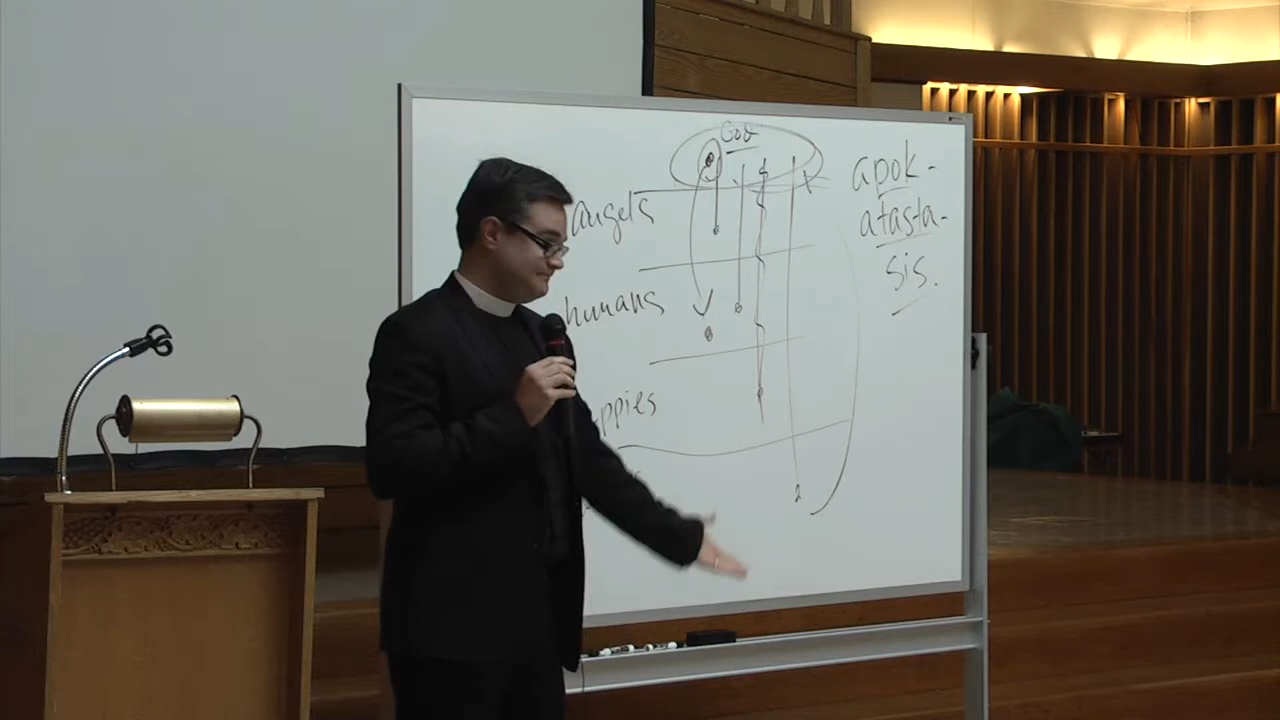 God
angels
humans
ppies
apok-
atasta-
sis.